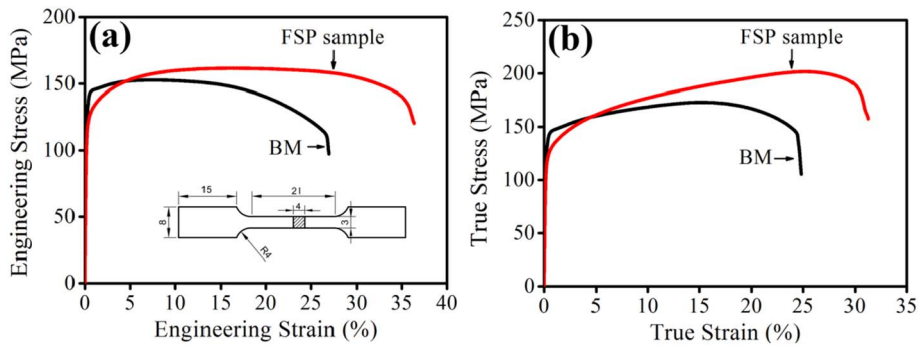 (a)
FSP sample
BM
Engineering Stress (MPa)
200
150
100
50
0
15
21
4
8
3
R4
0 5 10 15 20 25 30 35 40
Engineering Strain (%)
(b)
FSP sample
BM
True Stress (MPa)
250
200
150
100
50
0
0 5 10 15 20 25 30 35
True Strain (%)